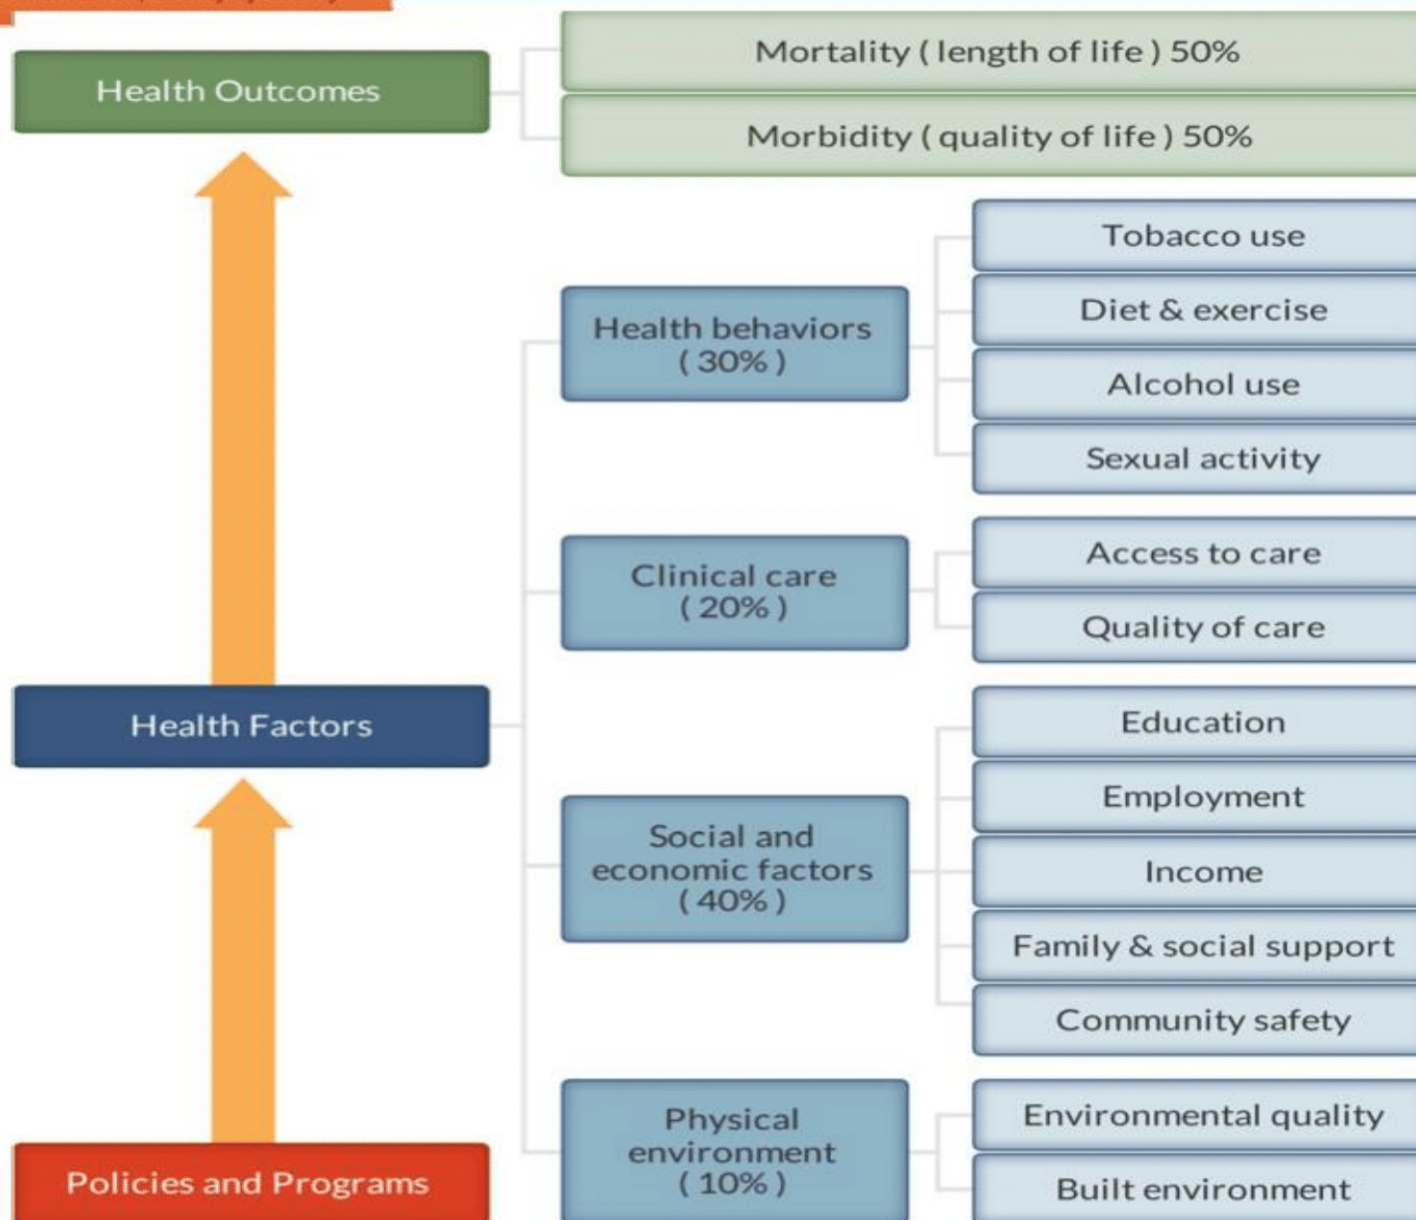 Health Outcomes
Mortality ( length of life ) 50%
Morbidity ( quality of life ) 50%
Tobacco use
Health behaviors
( 30% )
Diet & exercise
Alcohol use
Sexual activity
Clinical care
( 20% )
Access to care
Quality of care
Health Factors
Education
Employment
Social and
economic factors
( 40% )
Income
Family & social support
Community safety
Physical
environment
( 10% )
Environmental quality
Built environment
Policies and Programs